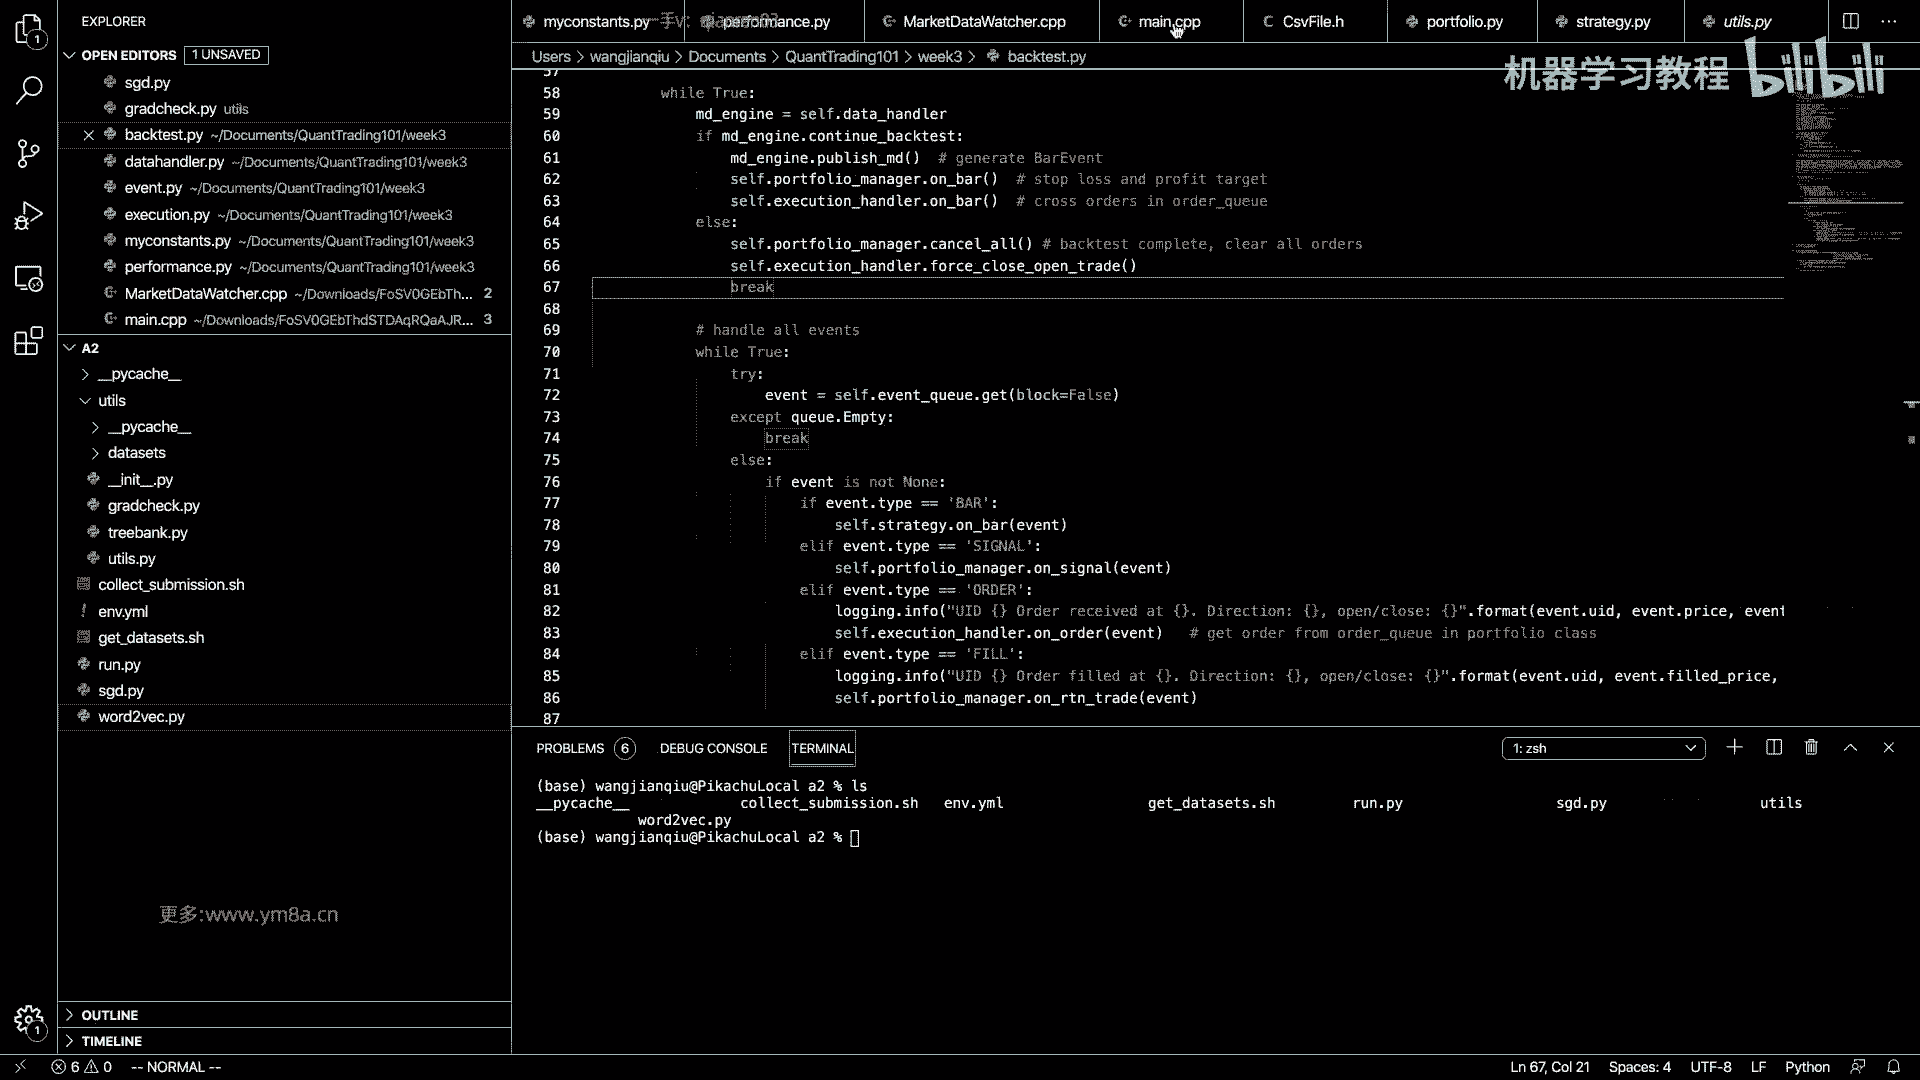 EXPLORER
OPEN EDITORS 1 UNSAVED
sgd.py
gradcheck.py utils
backtest.py ~/Documents/QuantTrading101/week3
datahandler.py ~/Documents/QuantTrading101/week3
event.py ~/Documents/QuantTrading101/week3
execution.py ~/Documents/QuantTrading101/week3
myconstants.py ~/Documents/QuantTrading101/week3
performance.py ~/Documents/QuantTrading101/week3
MarketDataWatcher.cpp ~/Downloads/FoSV0GEbTh... 2
main.cpp ~/Downloads/FoSV0GEbThdSTDAqRQaAJR... 3
A2
__pycache__
utils
__pycache__
datasets
__init__.py
gradcheck.py
treebank.py
utils.py
collect_submission.sh
env.yml
get_datasets.sh
run.py
sgd.py
word2vec.py
更多:www.ym8a.cn
OUTLINE
TIMELINE
myconstants.py performance.py MarketDataWatcher.cpp main.cpp CsvFile.h portfolio.py strategy.py utils.py
Users > wangjianqiu > Documents > QuantTrading101 > week3 > backtest.py
机器学习教程 bilibili
57
58 while True:
59 md_engine = self.data_handler
60 if md_engine.continue_backtest:
61 md_engine.publish_md() # generate BarEvent
62 self.portfolio_manager.on_bar() # stop loss and profit target
63 self.execution_handler.on_bar() # cross orders in order_queue
64 else:
65 self.portfolio_manager.cancel_all() # backtest complete, clear all orders
66 self.execution_handler.force_close_open_trade()
67 break
68
69 # handle all events
70 while True:
71 try:
72 event = self.event_queue.get(block=False)
73 except queue.Empty:
74 break
75 else:
76 if event is not None:
77 if event.type == 'BAR':
78 self.strategy.on_bar(event)
79 elif event.type == 'SIGNAL':
80 self.portfolio_manager.on_signal(event)
81 elif event.type == 'ORDER':
82 logging.info("UID {} Order received at {}. Direction: {}, open/close: {}".format(event.uid, event.price, event
83 self.execution_handler.on_order(event) # get order from order_queue in portfolio class
84 elif event.type == 'FILL':
85 logging.info("UID {} Order filled at {}. Direction: {}, open/close: {}".format(event.uid, event.filled_price,
86 self.portfolio_manager.on_rtn_trade(event)
87
PROBLEMS 6 DEBUG CONSOLE TERMINAL 1: zsh
(base) wangjianqiu@PikachuLocal a2 % ls
__pycache__ collect_submission.sh env.yml get_datasets.sh run.py sgd.py utils
word2vec.py
(base) wangjianqiu@PikachuLocal a2 %
6 0 -- NORMAL -- Ln 67, Col 21 Spaces: 4 UTF-8 LF Python